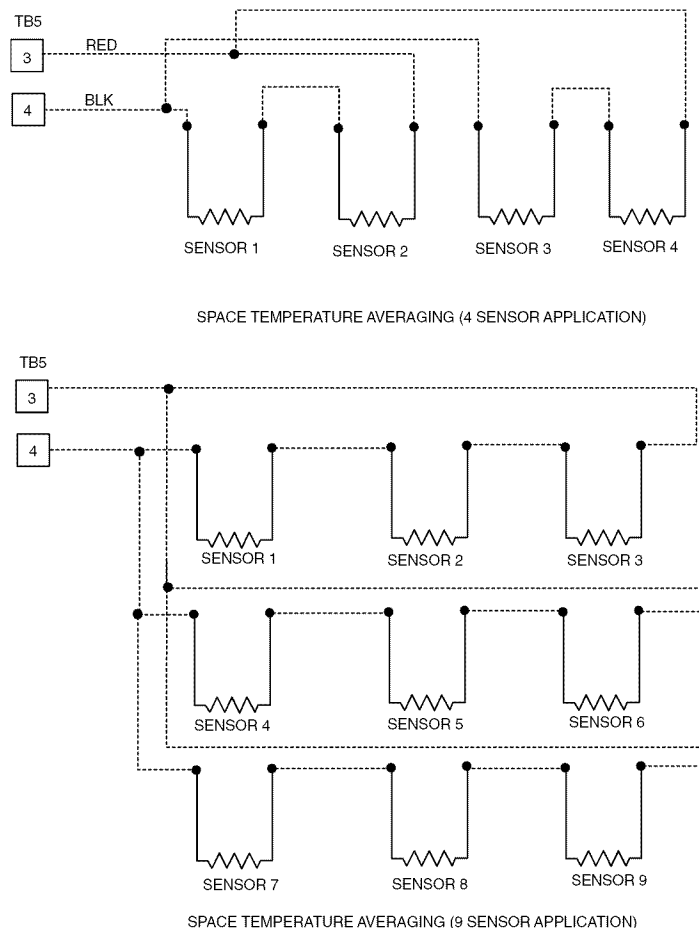 TB5
3
RED
4
BLK
SENSOR 1
SENSOR 2
SENSOR 3
SENSOR 4
SPACE TEMPERATURE AVERAGING (4 SENSOR APPLICATION)
TB5
3
4
SENSOR 1
SENSOR 2
SENSOR 3
SENSOR 4
SENSOR 5
SENSOR 6
SENSOR 7
SENSOR 8
SENSOR 9
SPACE TEMPERATURE AVERAGING (9 SENSOR APPLICATION)